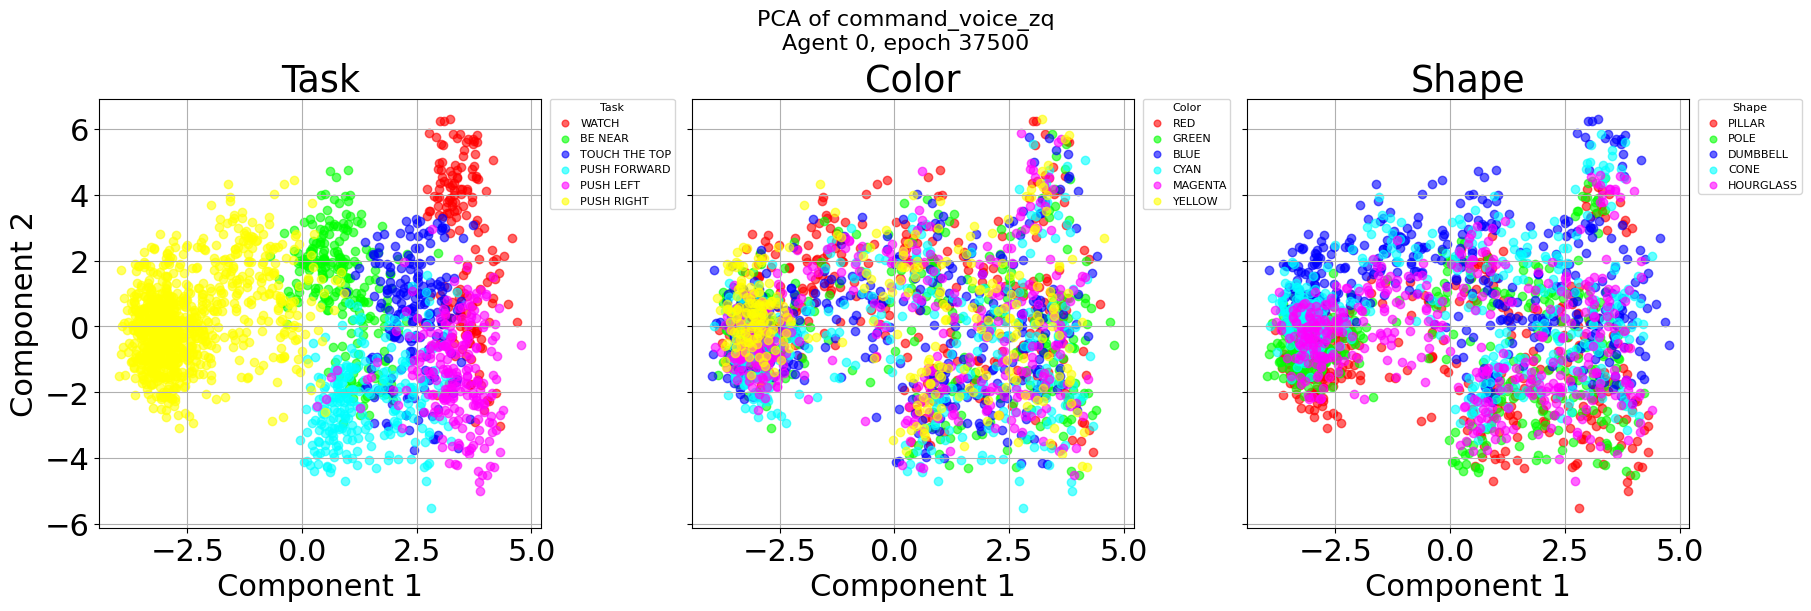 PCA of command_voice_zq
Agent 0, epoch 37500
Task
Color
Shape
Task
WATCH
BE NEAR
TOUCH THE TOP
PUSH FORWARD
PUSH LEFT
PUSH RIGHT
Color
RED
GREEN
BLUE
CYAN
MAGENTA
YELLOW
Shape
PILLAR
POLE
DUMBBELL
CONE
HOURGLASS
Component 2
6
4
2
0
−2
−4
−6
−2.5 0.0 2.5 5.0
−2.5 0.0 2.5 5.0
−2.5 0.0 2.5 5.0
Component 1
Component 1
Component 1